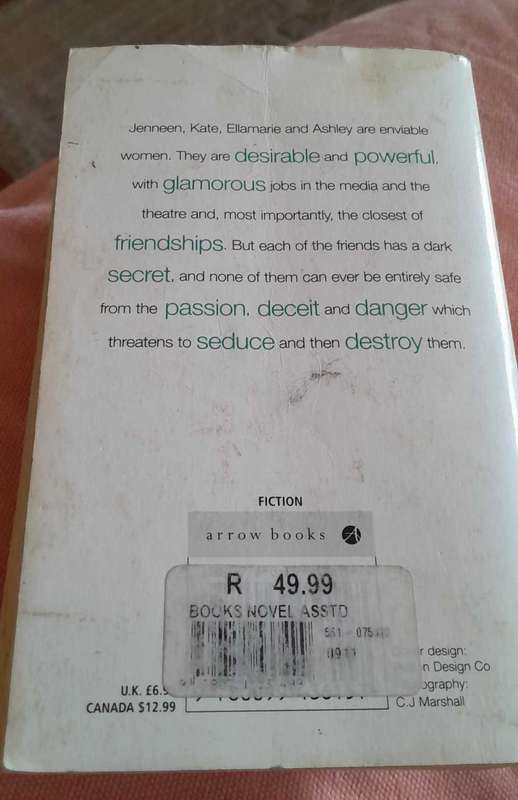 Jenneen, Kate, Ellamarie and Ashley are enviable
women. They are desirable and powerful,
with glamorous jobs in the media and the
theatre and, most importantly, the closest of
friendships. But each of the friends has a dark
secret, and none of them can ever be entirely safe
from the passion, deceit and danger which
threatens to seduce and then destroy them.
FICTION
arrow books
R 49.99
BOOKS NOVEL ASSTD
0911
design:
Design Co
C.J Marshall
U.K.
CANADA $12.99